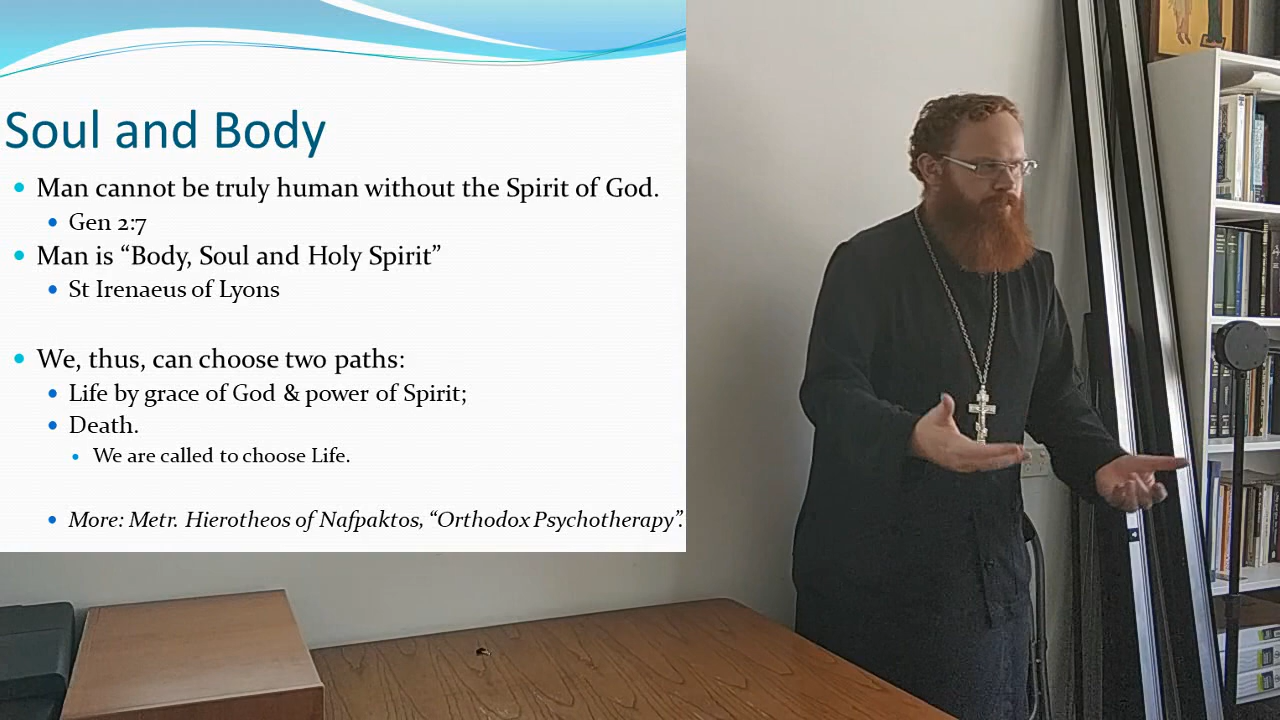 Soul and Body
Man cannot be truly human without the Spirit of God.
Gen 2:7
Man is “Body, Soul and Holy Spirit”
St Irenaeus of Lyons
We, thus, can choose two paths:
Life by grace of God & power of Spirit;
Death.
We are called to choose Life.
More: Metr. Hierotheos of Nafpaktos, “Orthodox Psychotherapy”.